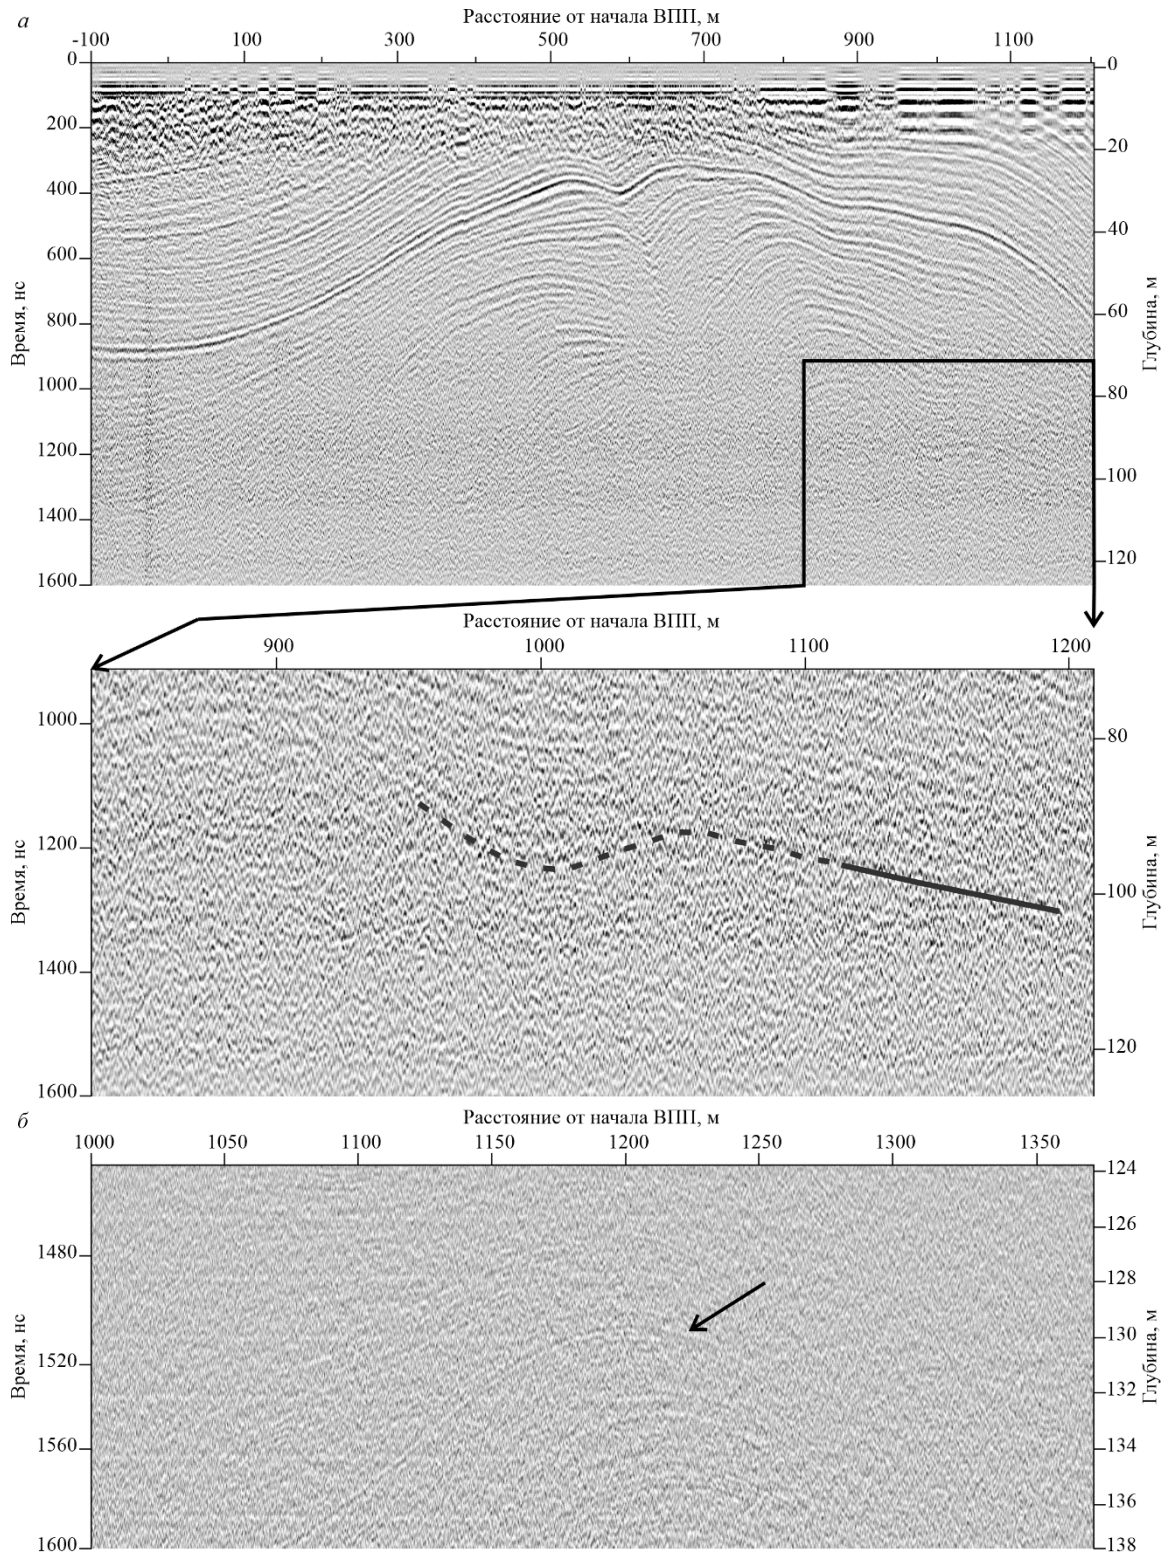 а
Расстояние от начала ВПП, м
-100 100 300 500 700 900 1100
0 0
200
20
400
40
600
60
800
1000
80
1200
100
1400
120
1600
Время, нс
Глубина, м
Расстояние от начала ВПП, м
900 1000 1100 1200
1000
80
1200
100
1400
120
1600
Время, нс
Глубина, м
б
Расстояние от начала ВПП, м
1000 1050 1100 1150 1200 1250 1300 1350
124
126
1480
128
130
1520
132
1560 134
136
1600 138
Время, нс
Глубина, м